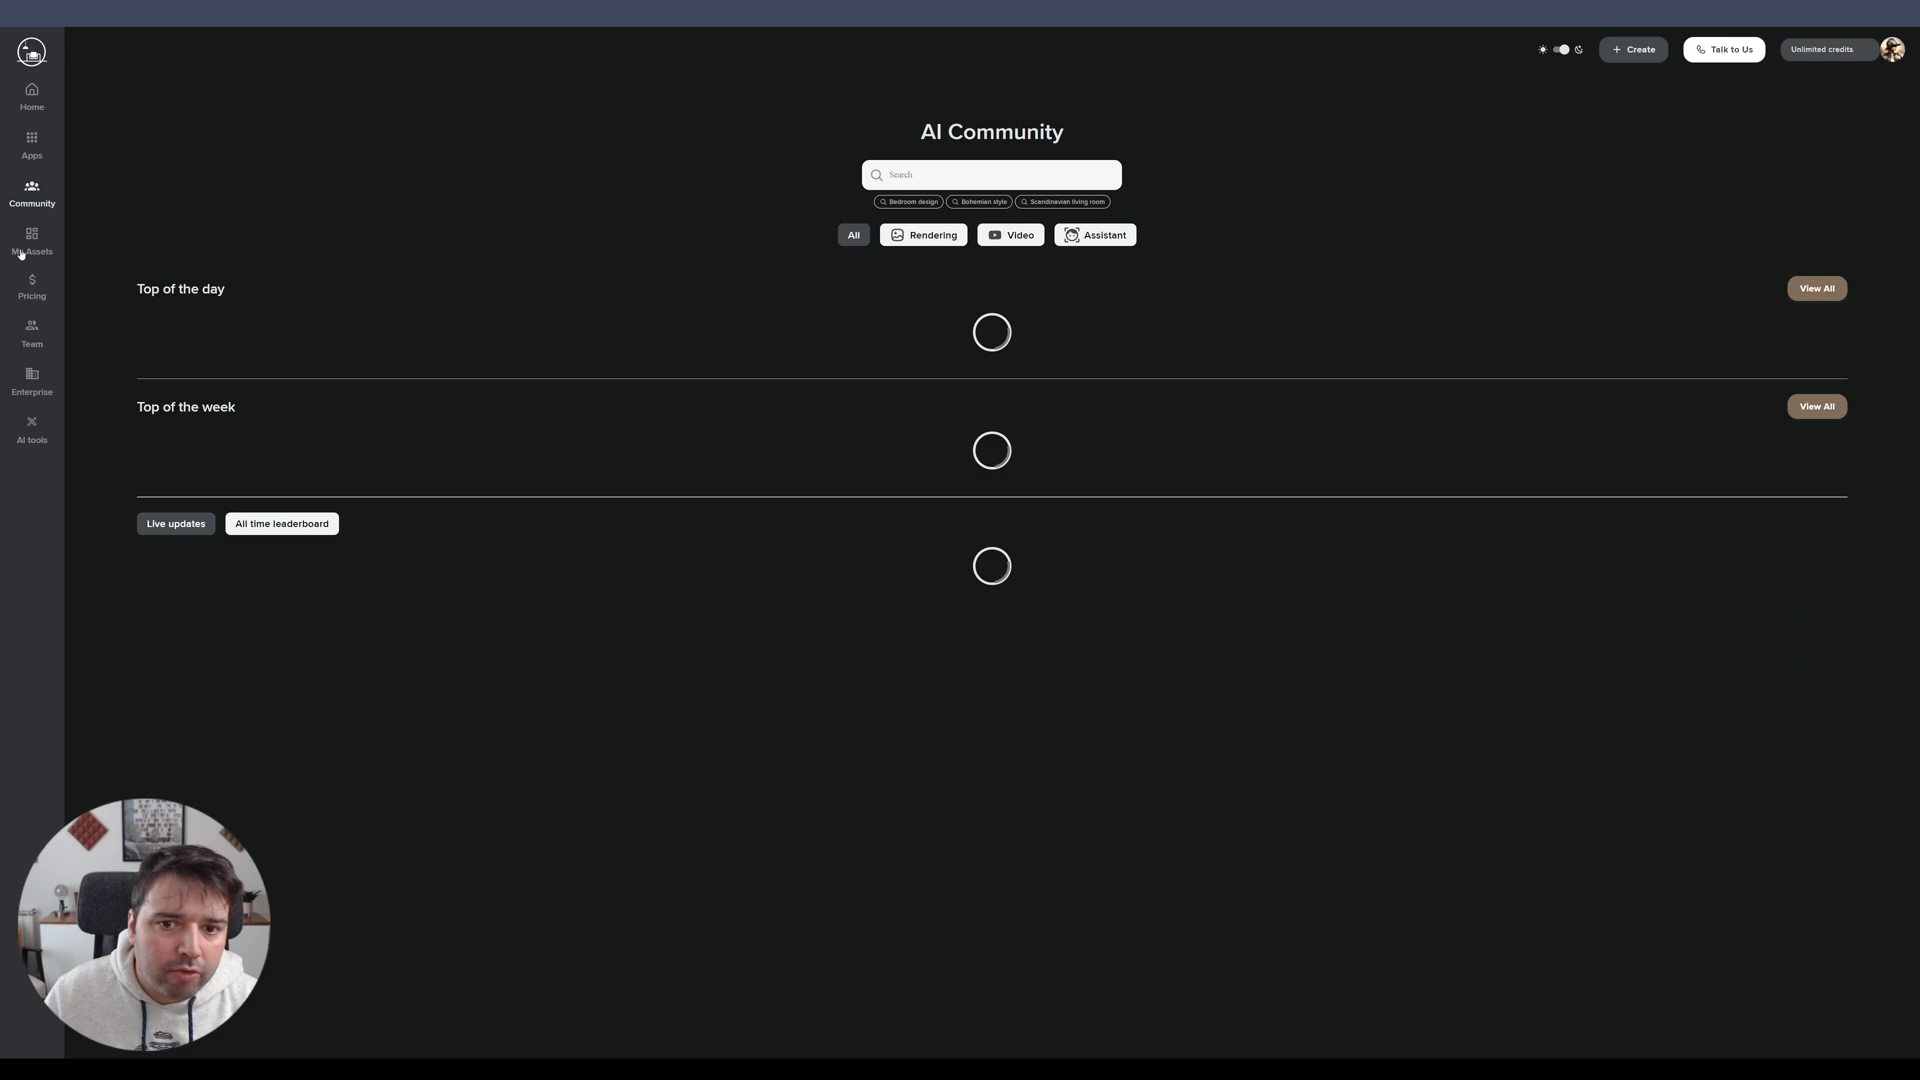 Create
Talk to Us
Unlimited credits
Home
Apps
Community
My Assets
Pricing
Team
Enterprise
AI tools
AI Community
Search
Bedroom design
Bohemian style
Scandinavian living room
All
Rendering
Video
Assistant
Top of the day
View All
Top of the week
View All
Live updates
All time leaderboard